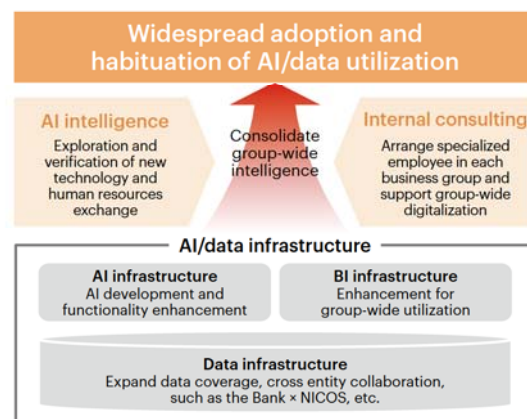 Widespread adoption and
habituation of AI/data utilization
AI intelligence
Exploration and
verification of new
technology and
human resources
exchange
Consolidate
group-wide
intelligence
Internal consulting
Arrange specialized
employee in each
business group and
support group-wide
digitalization
AI/data infrastructure
AI infrastructure
AI development and
functionality enhancement
BI infrastructure
Enhancement for
group-wide utilization
Data infrastructure
Expand data coverage, cross entity collaboration,
such as the Bank × NICOS, etc.